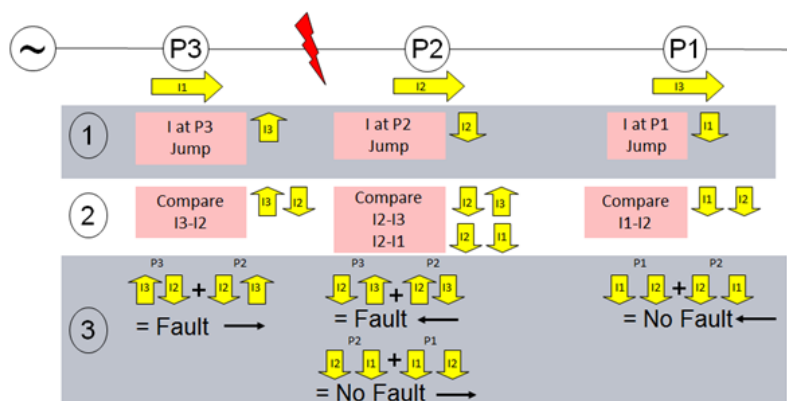 ~ P3 P2 P1
I1 I2 I3
1 I at P3 Jump I3 I at P2 Jump I2 I at P1 Jump I1
2 Compare I3-I2 I3 I2 Compare I2-I3 I2-I1 I2 I3 I2 I1 Compare I1-I2 I1 I2
P3 P2 P3 P2 P1 P2
I3 I2 + I2 I3 I2 I3 + I2 I3 I1 I2 + I2 I1
3 = Fault = Fault = No Fault
P2 P1
I2 I1 + I1 I2
= No Fault